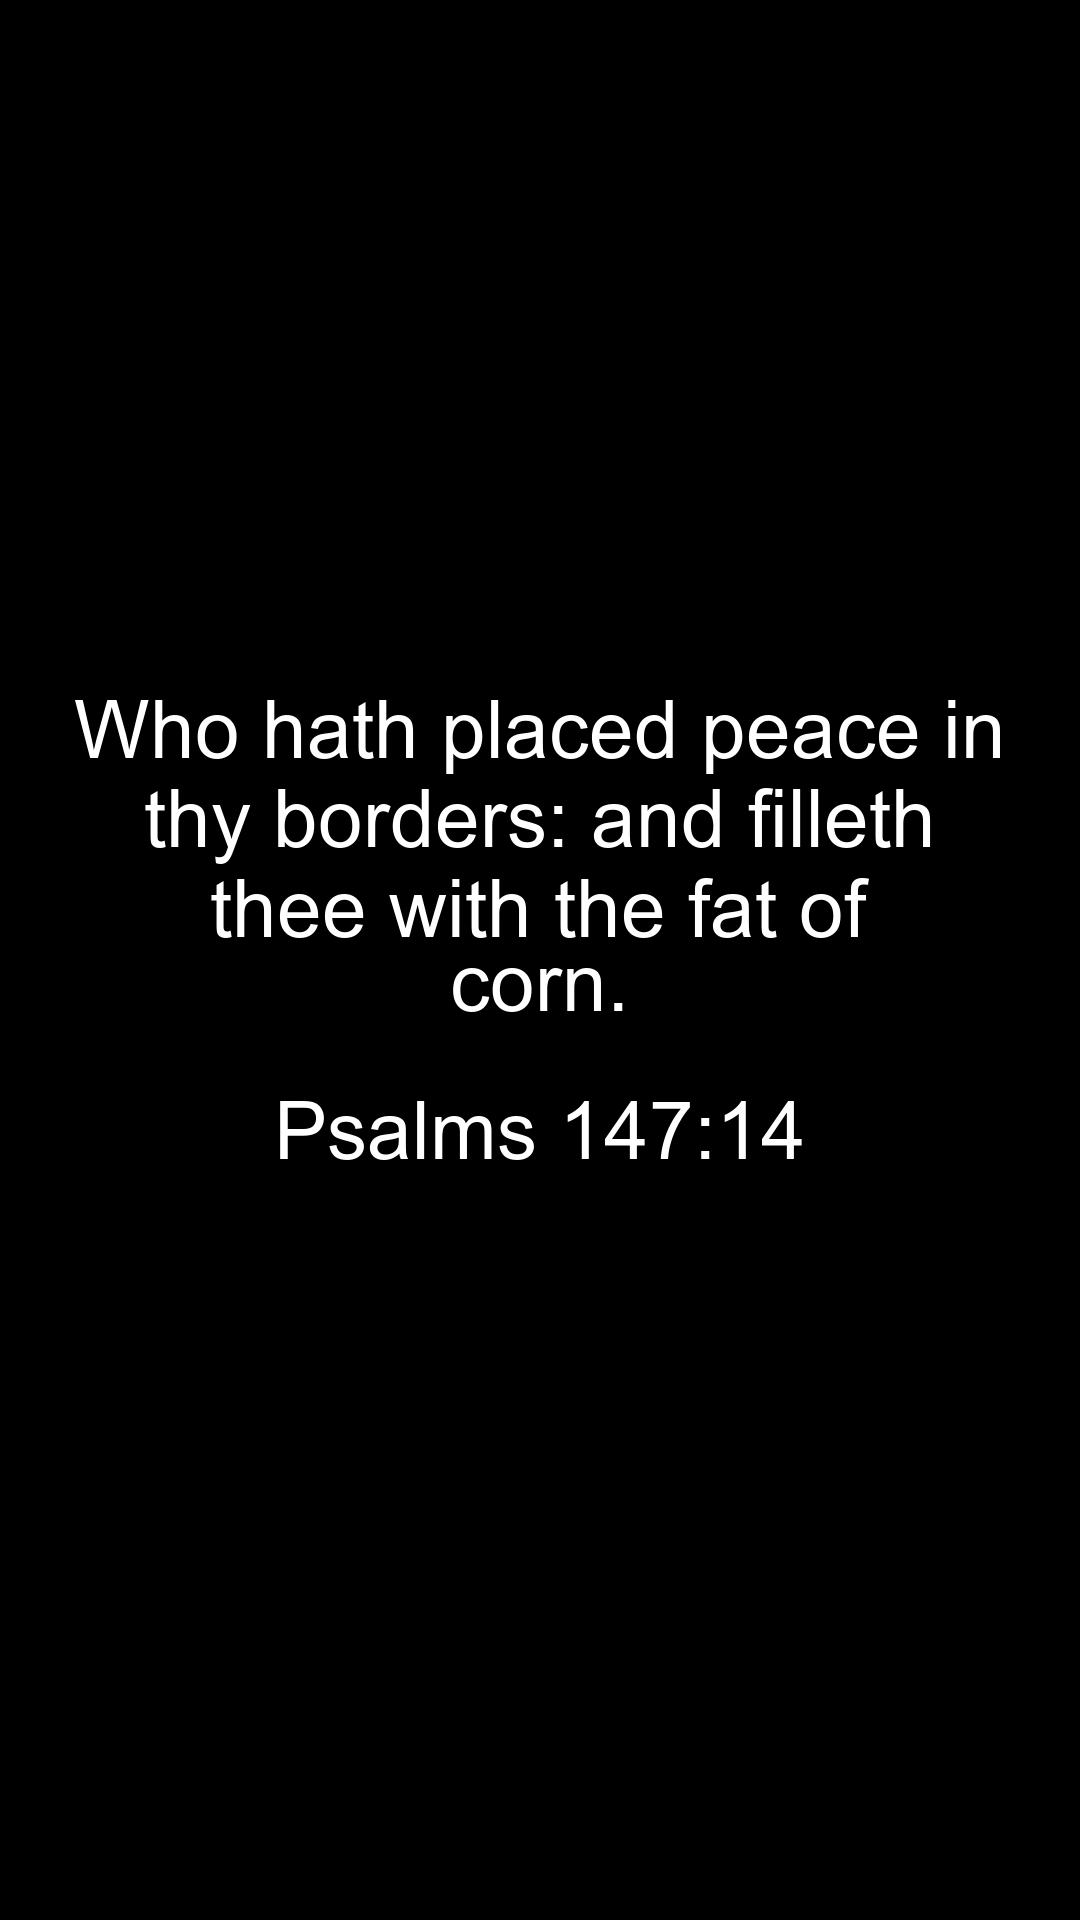 Who hath placed peace in
thy borders: and filleth
thee with the fat of
corn.
Psalms 147:14